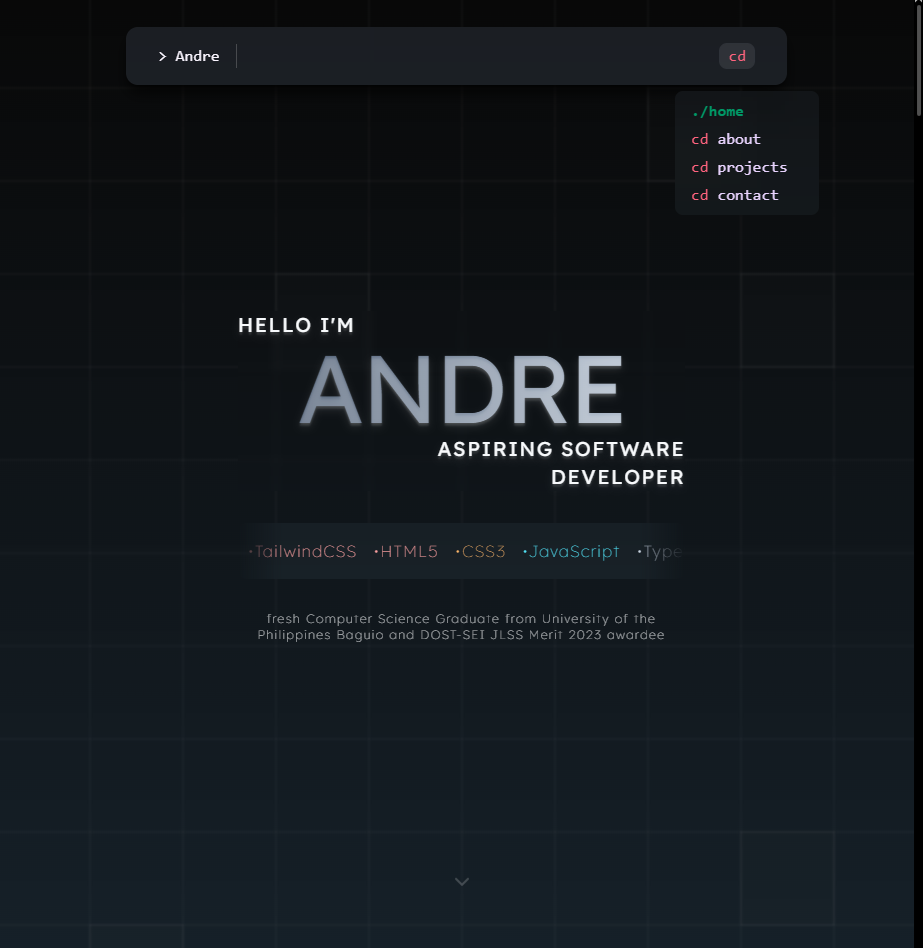 > Andre
cd
./home
cd about
cd projects
cd contact
HELLO I'M
ANDRE
ASPIRING SOFTWARE
DEVELOPER
•TailwindCSS •HTML5 •CSS3 •JavaScript •Type
fresh Computer Science Graduate from University of the
Philippines Baguio and DOST-SEI JLSS Merit 2023 awardee